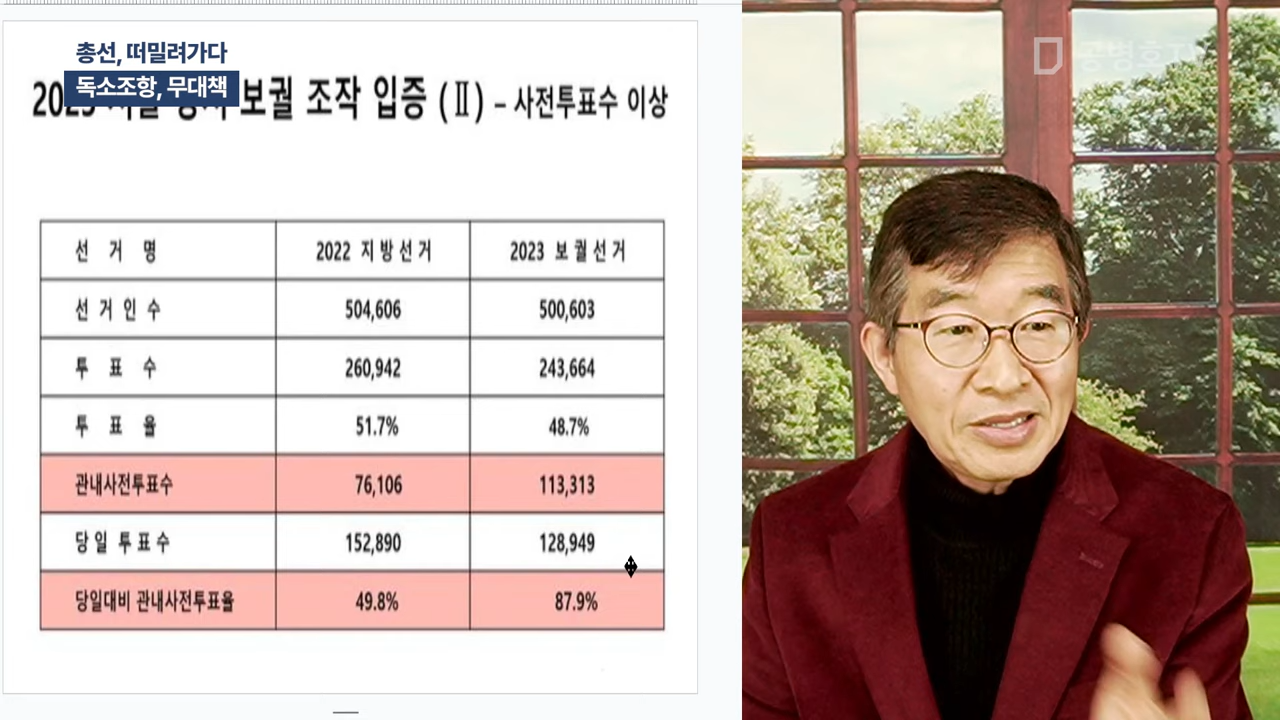 총선, 떠밀려가다
독소조항, 무대책
보궐 조작 입증 (Ⅱ) – 사전투표수 이상
선 거 명 2022 지방선거 2023 보궐선거
선 거 인 수 504,606 500,603
투 표 수 260,942 243,664
투 표 율 51.7% 48.7%
관내사전투표수 76,106 113,313
당 일 투 표 수 152,890 128,949
당일대비 관내사전투표율 49.8% 87.9%
공병호TV